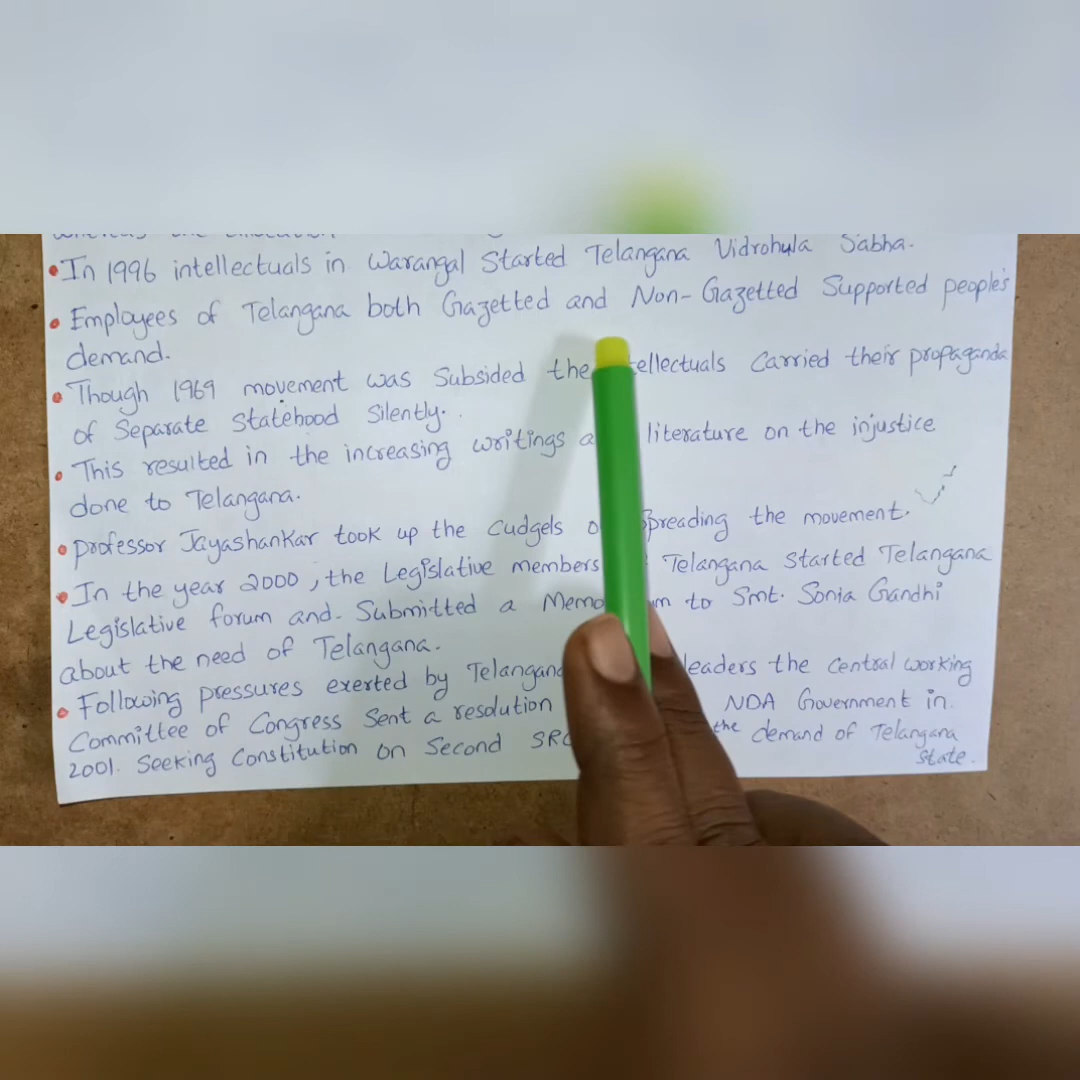 • In 1996 intellectuals in Warangal Started Telangana Vidrohula Sabha.
• Employees of Telangana both Gazetted and Non-Gazetted Supported people's
demand.
• Though 1969 movement was Subsided the tellectuals Carried their propaganda
of Separate Statehood Silently.
• This resulted in the increasing writings a literature on the injustice
done to Telangana.
• professor Jayashankar took up the Cudgels o Spreading the movement.
• In the year 2000, the Legislative members Telangana Started Telangana
Legislative forum and. Submitted a Memo m to Smt. Sonia Gandhi
about the need of Telangana.
• Following pressures exerted by Telangana leaders the Central working
Committee of Congress Sent a resolution NDA Government in.
2001. Seeking Constitution on Second SRC the demand of Telangana
State.